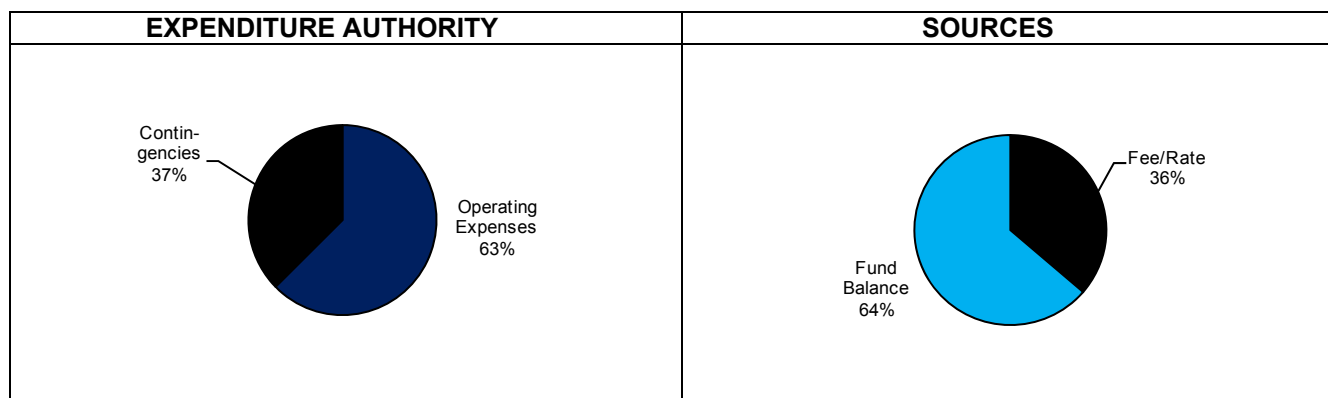 EXPENDITURE AUTHORITY
SOURCES
Contin-
gencies
37%
Operating
Expenses
63%
Fee/Rate
36%
Fund
Balance
64%